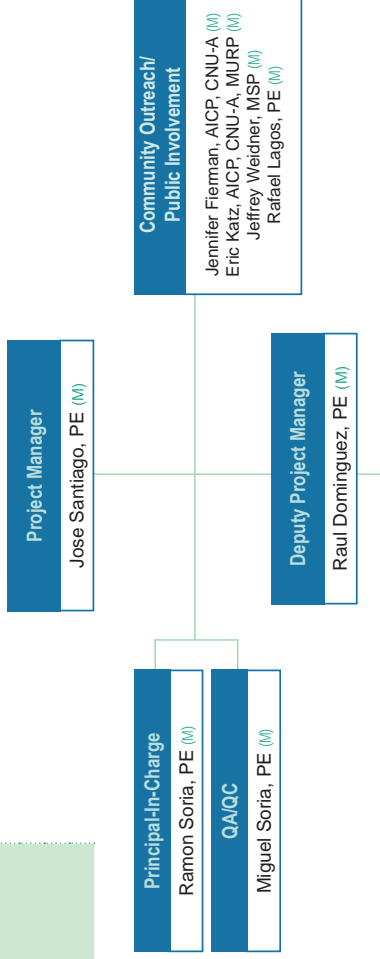 Project Manager
Jose Santiago, PE (M)
Principal-In-Charge
Ramon Soria, PE (M)
QA/QC
Miguel Soria, PE (M)
Community Outreach/
Public Involvement
Jennifer Fierman, AICP, CNU-A (M)
Eric Katz, AICP, CNU-A, MURP (M)
Jeffrey Weidner, MSP (M)
Rafael Lagos, PE (M)
Deputy Project Manager
Raul Dominguez, PE (M)